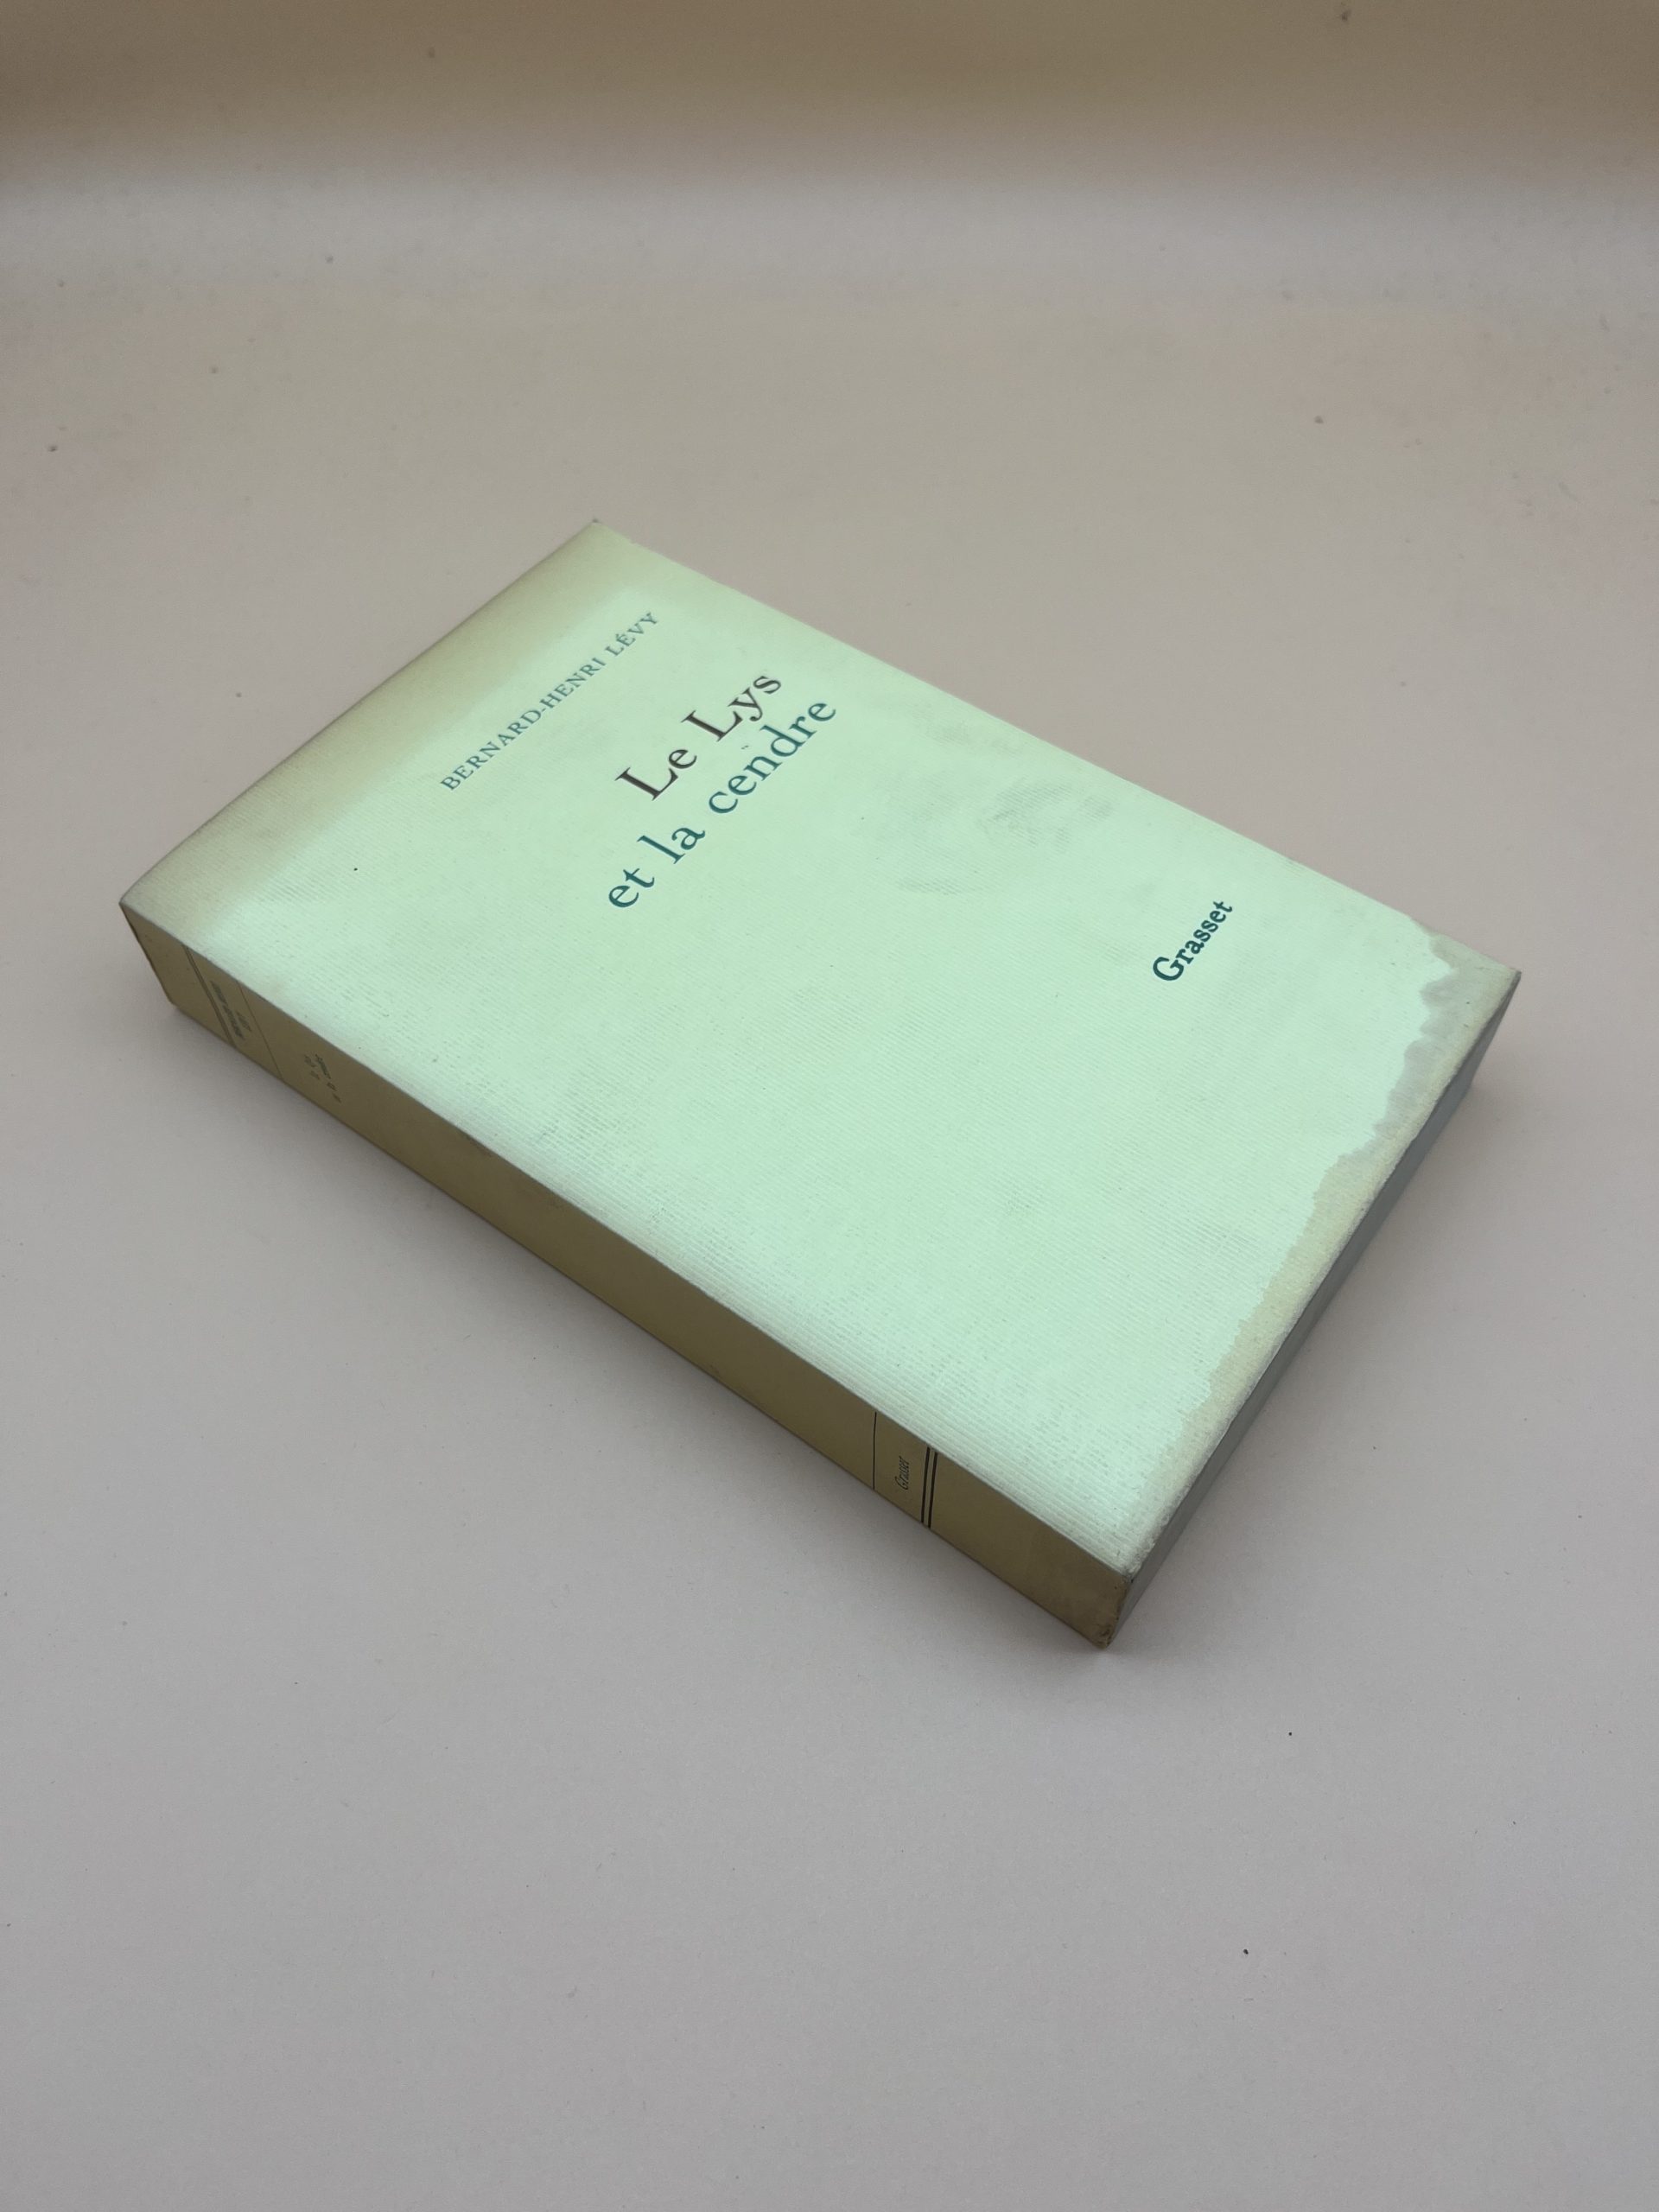 BERNARD-HENRI LÉVY
Le Lys
et la cendre
Grasset
Grasset